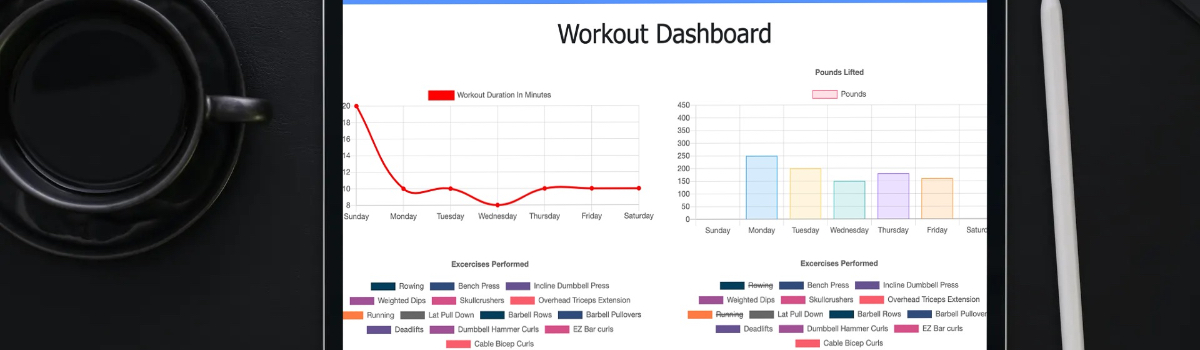 Workout Dashboard
Workout Duration In Minutes
20
18
16
14
12
10
8
Sunday Monday Tuesday Wednesday Thursday Friday Saturday
Pounds Lifted
Pounds
450
400
350
300
250
200
150
100
50
0
Sunday Monday Tuesday Wednesday Thursday Friday Saturd
Excercises Performed
Rowing Bench Press Incline Dumbbell Press
Weighted Dips Skullcrushers Overhead Triceps Extension
Running Lat Pull Down Barbell Rows Barbell Pullovers
Deadlifts Dumbbell Hammer Curls EZ Bar curls
Cable Bicep Curls
Excercises Performed
Rowing Bench Press Incline Dumbbell Press
Weighted Dips Skullcrushers Overhead Triceps Extension
Running Lat Pull Down Barbell Rows Barbell Pullover
Deadlifts Dumbbell Hammer Curls EZ Bar curls
Cable Bicep Curls